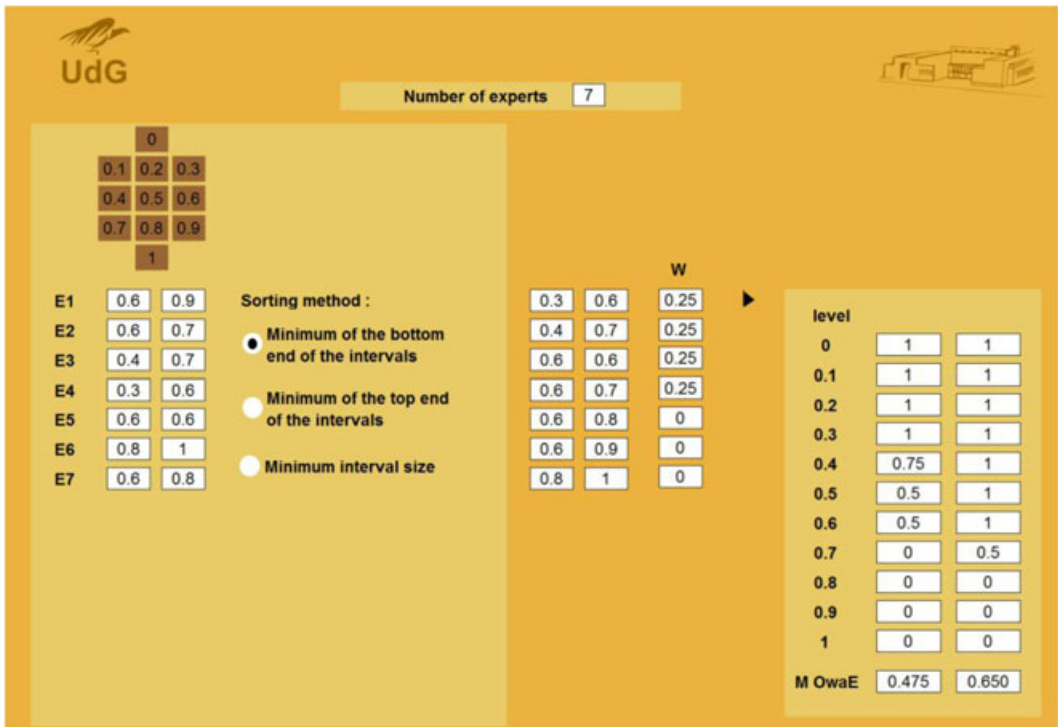 UdG
Number of experts 7
0
0.1 0.2 0.3
0.4 0.5 0.6
0.7 0.8 0.9
1
W
E1 0.6 0.9 Sorting method : 0.3 0.6 0.25
E2 0.6 0.7 Minimum of the bottom 0.4 0.7 0.25
E3 0.4 0.7 end of the intervals 0.6 0.6 0.25
E4 0.3 0.6 Minimum of the top end 0.6 0.7 0.25
E5 0.6 0.6 of the intervals 0.6 0.8 0
E6 0.8 1 Minimum interval size 0.6 0.9 0
E7 0.6 0.8 0.8 1 0
level
0 1 1
0.1 1 1
0.2 1 1
0.3 1 1
0.4 0.75 1
0.5 0.5 1
0.6 0.5 1
0.7 0 0.5
0.8 0 0
0.9 0 0
1 0 0
M OwaE 0.475 0.650